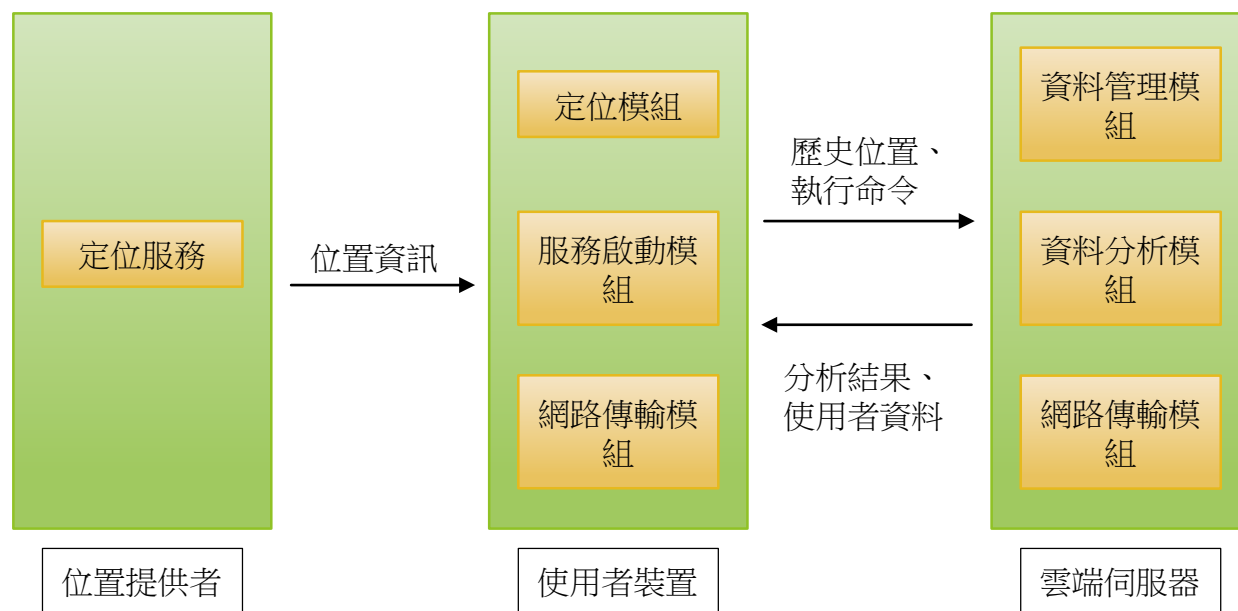 定位服務
位置提供者
位置資訊
定位模組
服務啟動模
組
網路傳輸模
組
使用者裝置
歷史位置、
執行命令
分析結果、
使用者資料
資料管理模
組
資料分析模
組
網路傳輸模
組
雲端伺服器